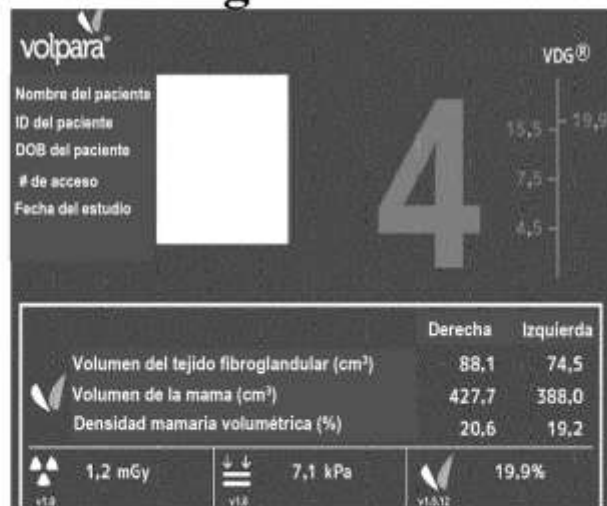 volpara®
VDG®
Nombre del paciente
ID del paciente
DOB del paciente
# de acceso
Fecha del estudio
4
15,5
19,9
7,5
4,5
Derecha Izquierda
Volumen del tejido fibroglandular (cm³) 88,1 74,5
Volumen de la mama (cm³) 427,7 388,0
Densidad mamaria volumétrica (%) 20,6 19,2
1,2 mGy 7,1 kPa 19,9%